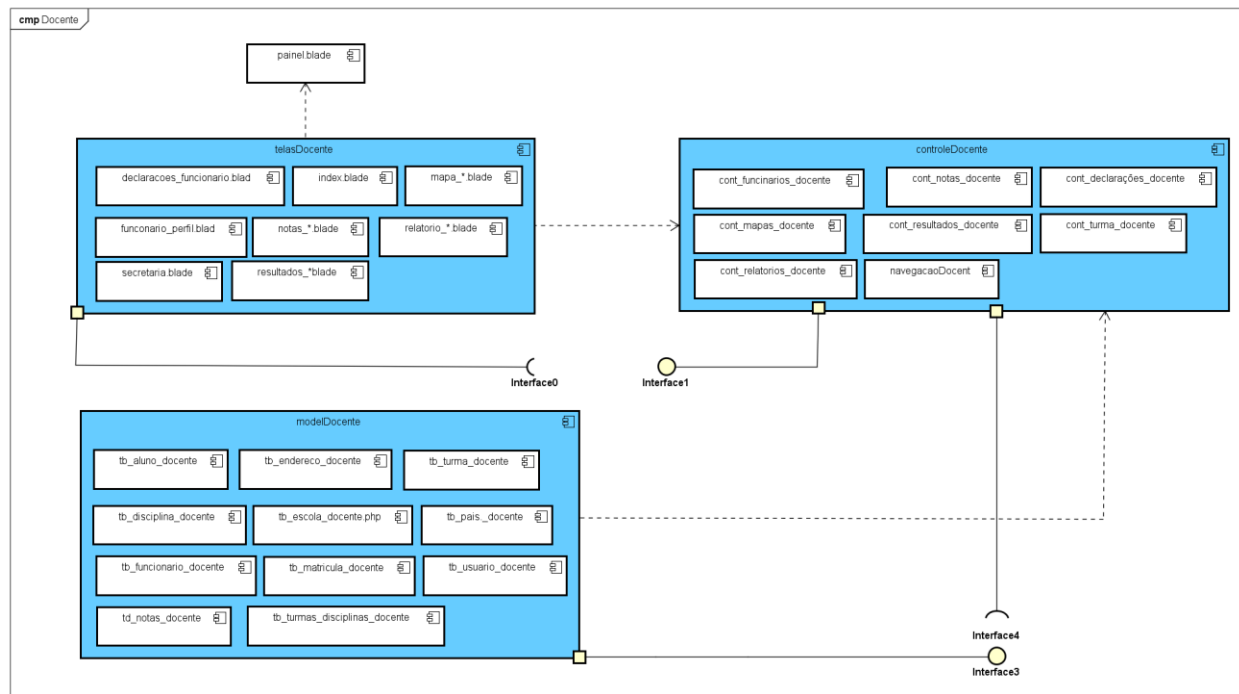 cmp Docente
painel.blade
telasDocente
declaracoes_funcionario.blad
index.blade
mapa_*.blade
funconario_perfil.blad
notas_*.blade
relatorio_*.blade
secretaria.blade
resultados_*blade
controleDocente
cont_funcinarios_docente
cont_notas_docente
cont_declarações_docente
cont_mapas_docente
cont_resultados_docente
cont_turma_docente
cont_relatorios_docente
navegacaoDocent
Interface0
Interface1
modelDocente
tb_aluno_docente
tb_endereco_docente
tb_turma_docente
tb_disciplina_docente
tb_escola_docente.php
tb_pais._docente
tb_funcionario_docente
tb_matricula_docente
tb_usuario_docente
td_notas_docente
tb_turmas_disciplinas_docente
Interface4
Interface3